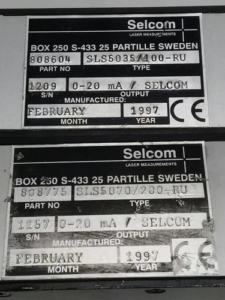 Selcom
LASER MEASUREMENTS
BOX 250 S-433 25 PARTILLE SWEDEN
808604 SLS5035/100-RU
PART NO TYPE
1209 0-20 mA / SELCOM
S/N OUTPUT
MANUFACTURED:
FEBRUARY 1997
MONTH YEAR
CE
Selcom
LASER MEASUREMENTS
BOX 250 S-433 25 PARTILLE SWEDEN
808775 SLS5070/200-RU
PART NO TYPE
1157 0-20 mA / SELCOM
S/N OUTPUT
MANUFACTURED:
FEBRUARY 1997
MONTH YEAR
CE